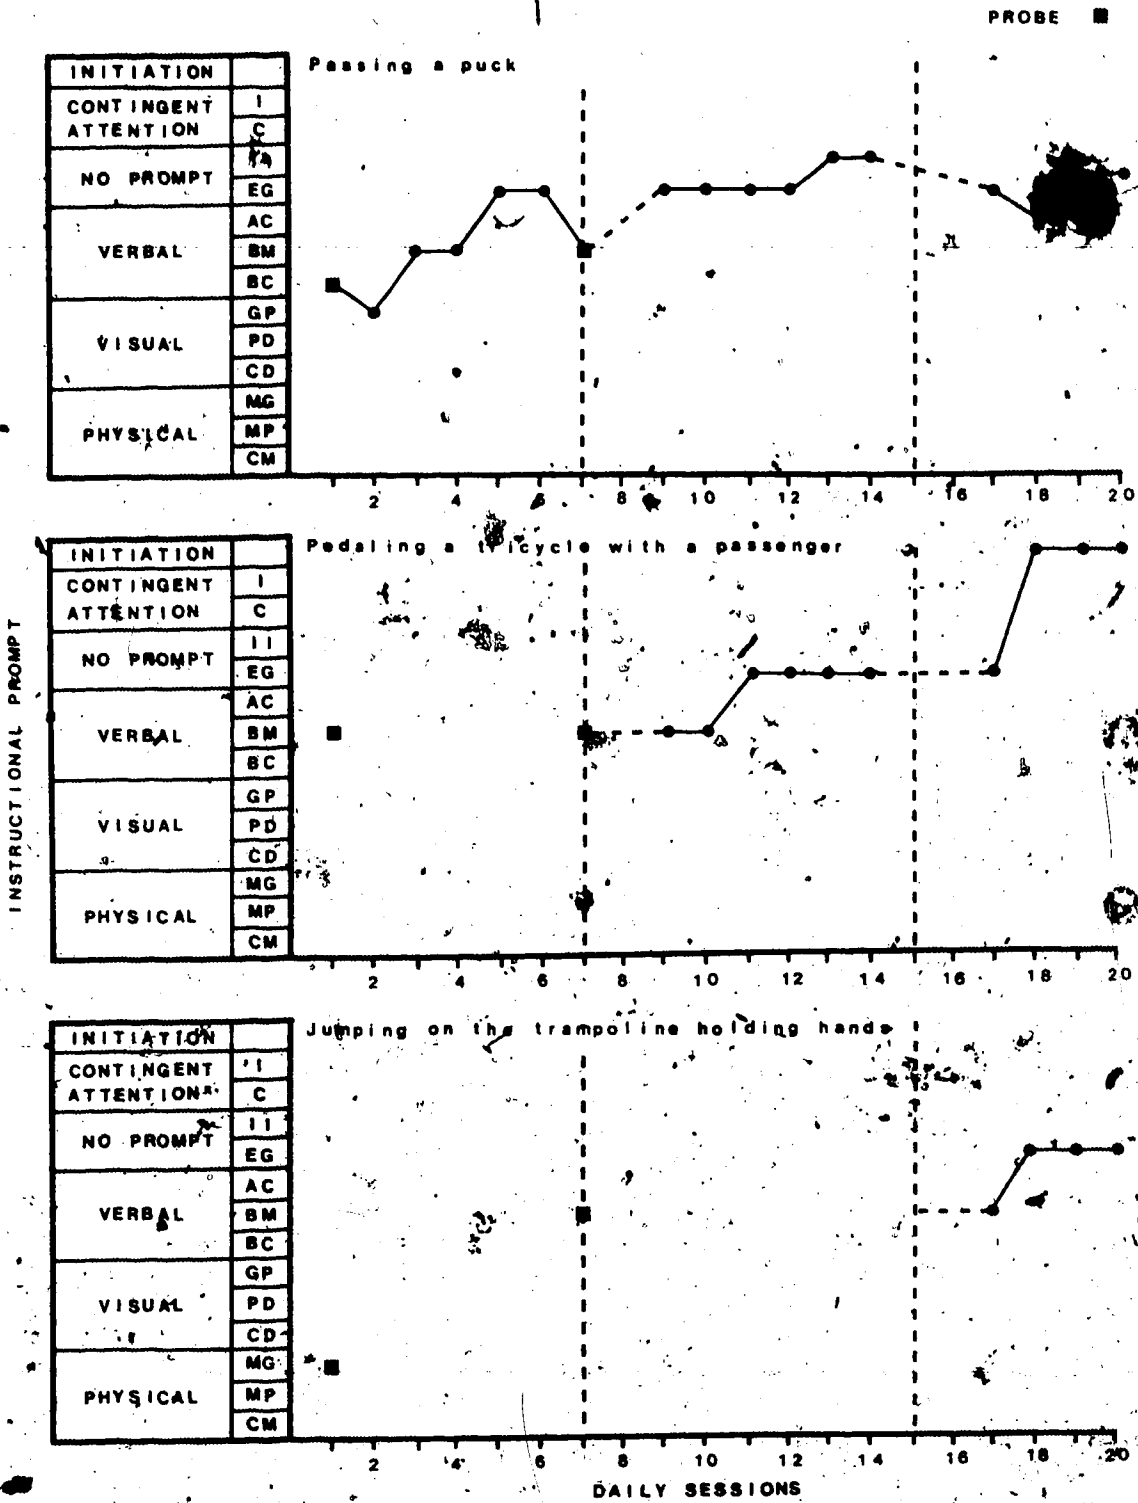 PROBE
Passing a puck
INITIATION
CONTINGENT I
ATTENTION C
NO PROMPT
EG
AC
VERBAL BM
BC
GP
VISUAL PD
CD
MG
PHYSICAL MP
CM
2 4 6 8 10 12 14 16 18 20
Pedaling a tricycle with a passenger
INITIATION
CONTINGENT I
ATTENTION C
II
NO PROMPT EG
AC
VERBAL BM
BC
GP
VISUAL PD
CD
MG
PHYSICAL MP
CM
2 4 6 8 10 12 14 16 18 20
INSTRUCTIONAL PROMPT
Jumping on the trampoline holding hands
INITIATION
CONTINGENT I
ATTENTION C
II
NO PROMPT EG
AC
VERBAL BM
BC
GP
VISUAL PD
CD
MG
PHYSICAL MP
CM
2 4 6 8 10 12 14 16 18 20
DAILY SESSIONS